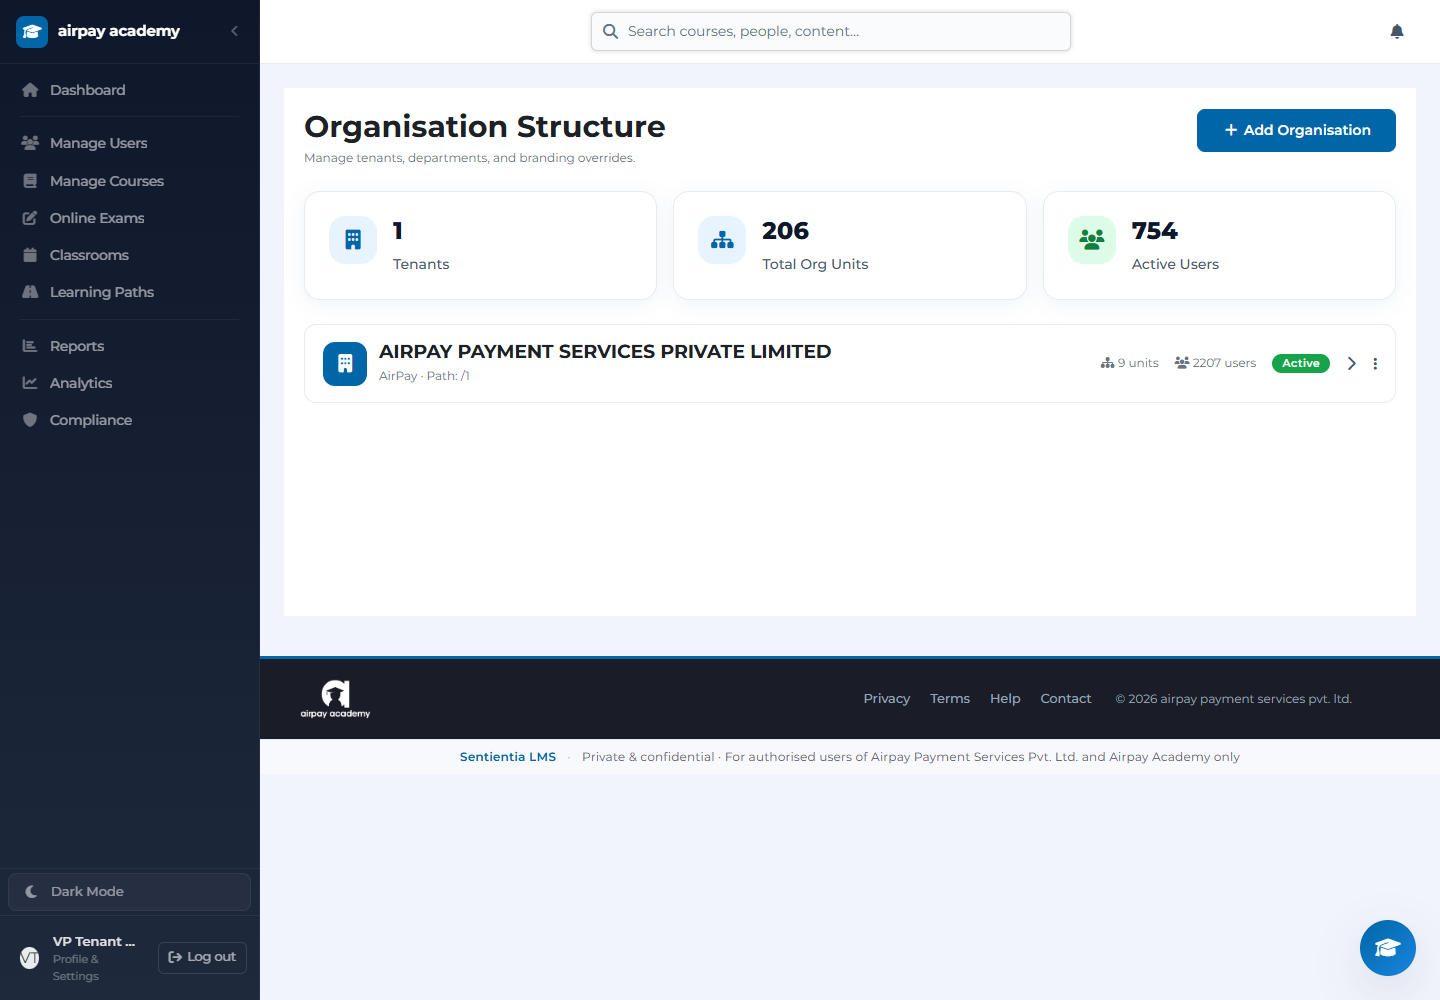 airpay academy
Search courses, people, content...
Dashboard
Manage Users
Manage Courses
Online Exams
Classrooms
Learning Paths
Reports
Analytics
Compliance
Dark Mode
VT
VP Tenant ...
Profile &
Settings
Log out
Organisation Structure
Manage tenants, departments, and branding overrides.
Add Organisation
1
Tenants
206
Total Org Units
754
Active Users
AIRPAY PAYMENT SERVICES PRIVATE LIMITED
AirPay · Path: /1
9 units
2207 users
Active
airpay academy
Privacy Terms Help Contact © 2026 airpay payment services pvt. ltd.
Sentientia LMS · Private & confidential · For authorised users of Airpay Payment Services Pvt. Ltd. and Airpay Academy only